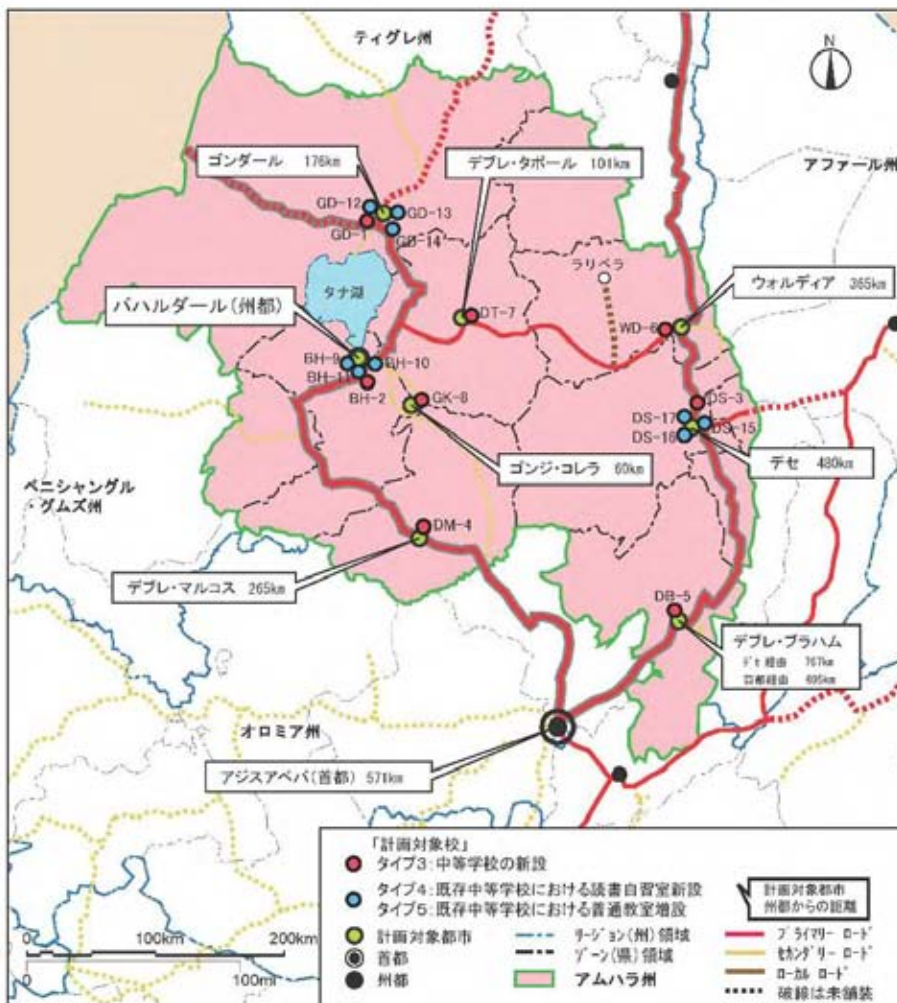 ティグレ州
N
アファール州
ゴンダール 176km
デブレ・タボール 101km
GD-12
GD-13
GD-1
GD-14
ラリベラ
タナ湖
ウォルディア 365km
バハルダール(州都)
DT-7
WD-6
BH-9
BH-10
BH-11
BH-2
GK-8
DS-3
DS-17
DS-15
DS-16
ゴンジ・コレラ 60km
デセ 480km
ベニシャングル
・グムズ州
DM-4
デブレ・マルコス 265km
DB-5
デブレ・ブラハム
デセ経由 767km
首都経由 695km
オロミア州
アジスアベバ(首都) 571km
「計画対象校」
タイプ3:中等学校の新設
タイプ4:既存中等学校における読書自習室新設
タイプ5:既存中等学校における普通教室増設
計画対象都市
州都からの距離
計画対象都市
首都
州都
リージョン(州)領域
ゾーン(県)領域
アムハラ州
プライマリー ロード
セカンダリー ロード
ローカル ロード
破線は未舗装
0 100km 200km
0 100mi